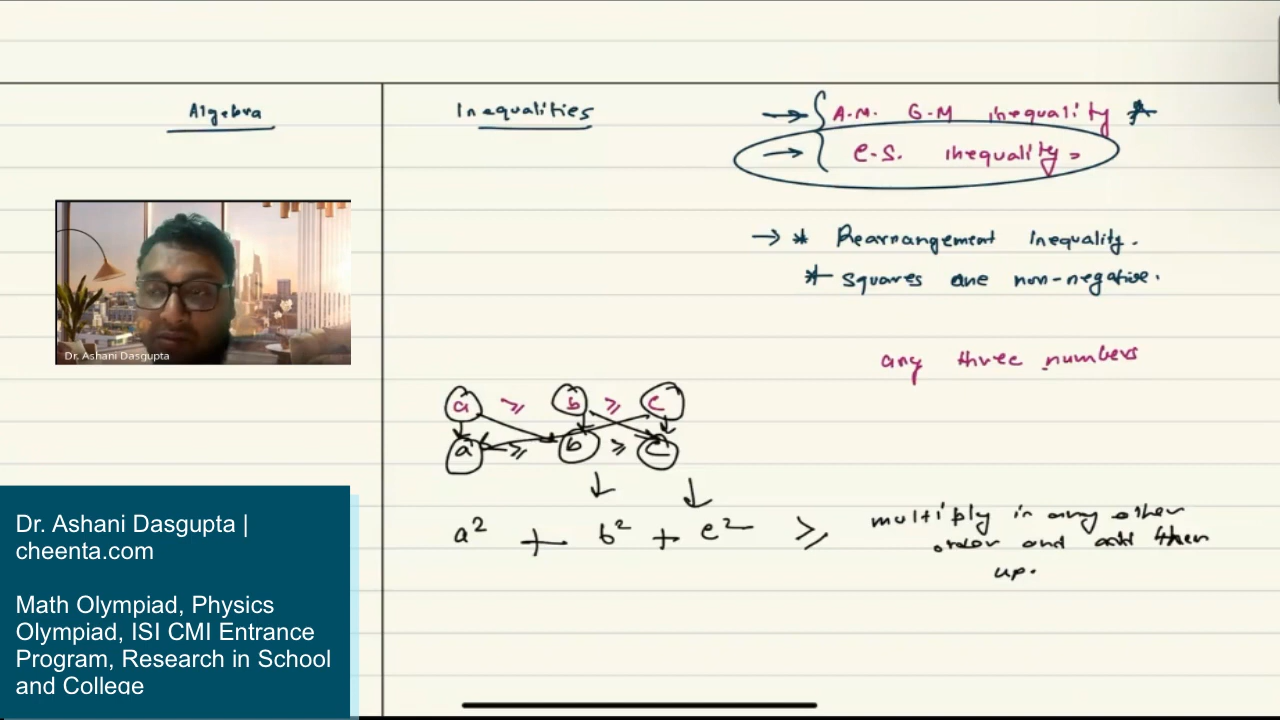 Algebra
Inequalities
→ { A.M. G.M inequality *
→ { C.S. inequality
→ * Rearrangement Inequality.
* Squares are non-negative.
any three numbers
a ≥ b ≥ c
a ≥ b ≥ c
a² + b² + c² ≥ multiply in any other
order and add them
up.
Dr. Ashani Dasgupta
Dr. Ashani Dasgupta |
cheenta.com
Math Olympiad, Physics
Olympiad, ISI CMI Entrance
Program, Research in School
and College